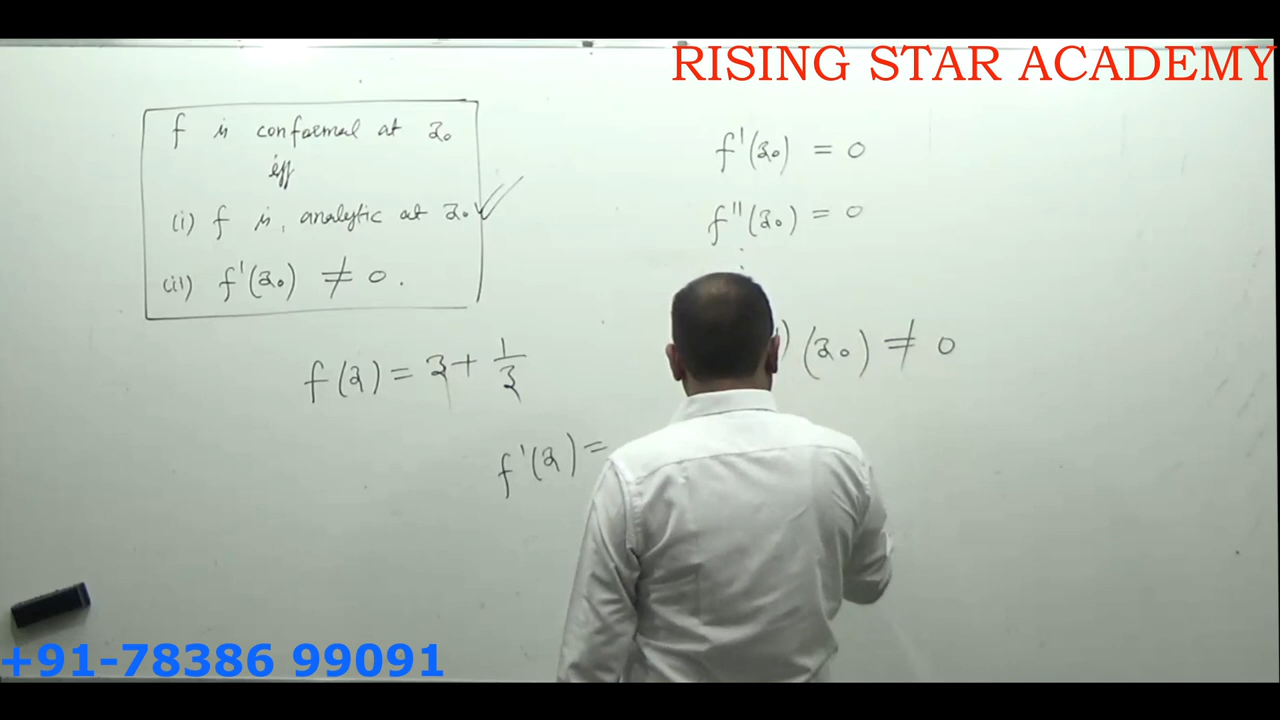 RISING STAR ACADEMY
f is conformal at z₀
iff
(i) f is, analytic at z₀ ✓
(ii) f'(z₀) ≠ 0.
f'(z₀) = 0
f''(z₀) = 0
⋮
)(z₀) ≠ 0
f(z) = z + 1/z
f'(z) =
+91-78386 99091